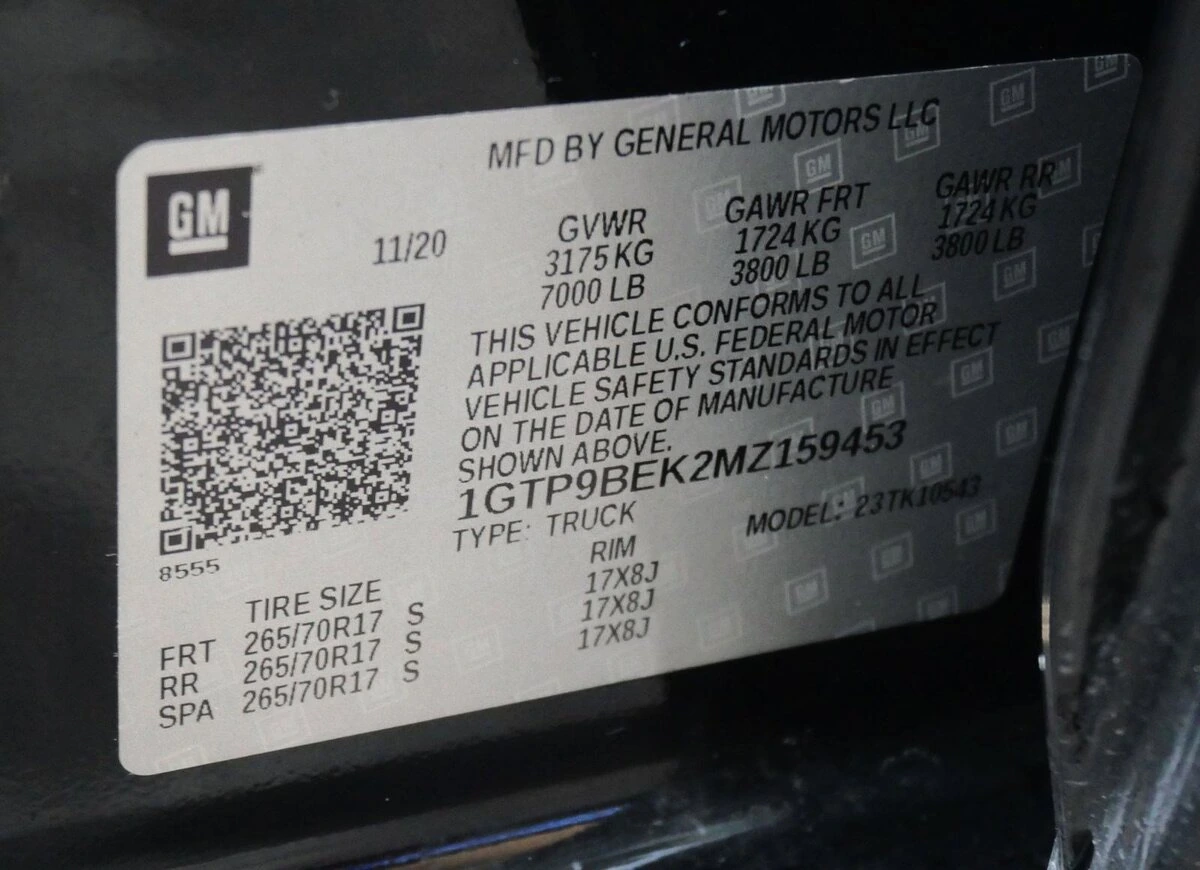 GM
MFD BY GENERAL MOTORS LLC
11/20
GVWR GAWR FRT GAWR RR
3175 KG 1724 KG 1724 KG
7000 LB 3800 LB 3800 LB
THIS VEHICLE CONFORMS TO ALL
APPLICABLE U.S. FEDERAL MOTOR
VEHICLE SAFETY STANDARDS IN EFFECT
ON THE DATE OF MANUFACTURE
SHOWN ABOVE.
1GTP9BEK2MZ159453
TYPE: TRUCK MODEL: 23TK10543
8555
TIRE SIZE RIM
FRT 265/70R17 S 17X8J
RR 265/70R17 S 17X8J
SPA 265/70R17 S 17X8J